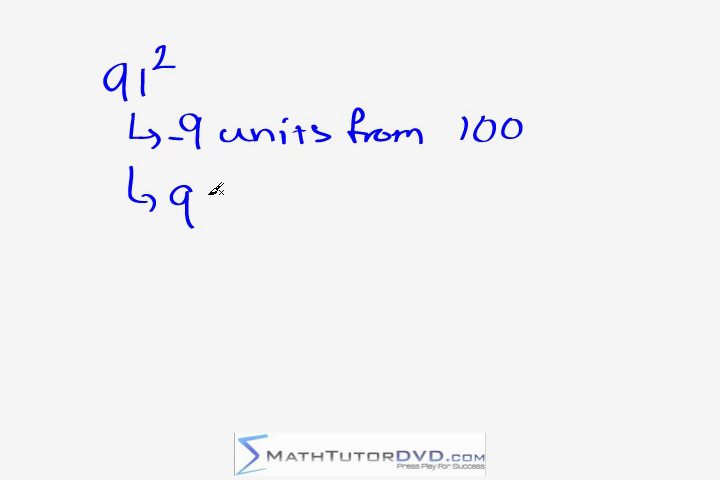 91²
↳ -9 units from 100
↳ 9
MATHTUTORDVD.COM
Press Play For Success